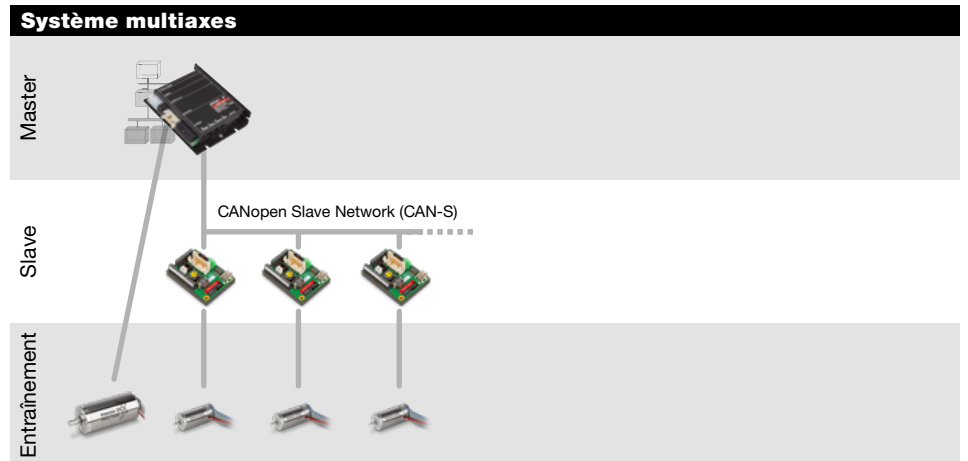 Système multiaxes
Master
CANopen Slave Network (CAN-S)
Slave
Entraînement